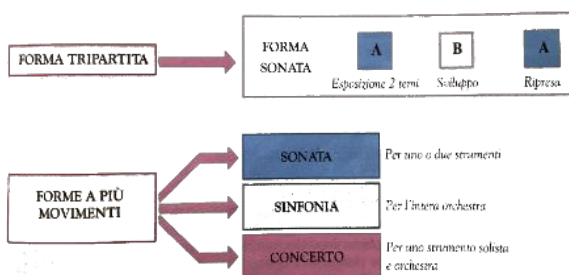 FORMA TRIPARTITA
FORMA
SONATA
A
B
A
Esposizione 2 temi
Sviluppo
Ripresa
FORME A PIÙ
MOVIMENTI
SONATA
Per uno o due strumenti
SINFONIA
Per l'intera orchestra
CONCERTO
Per uno strumento solista
e orchestra